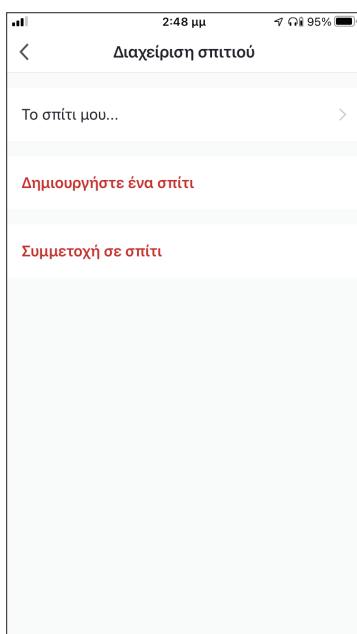 2:48 μμ 95%
Διαχείριση σπιτιού
Το σπίτι μου...
Δημιουργήστε ένα σπίτι
Συμμετοχή σε σπίτι